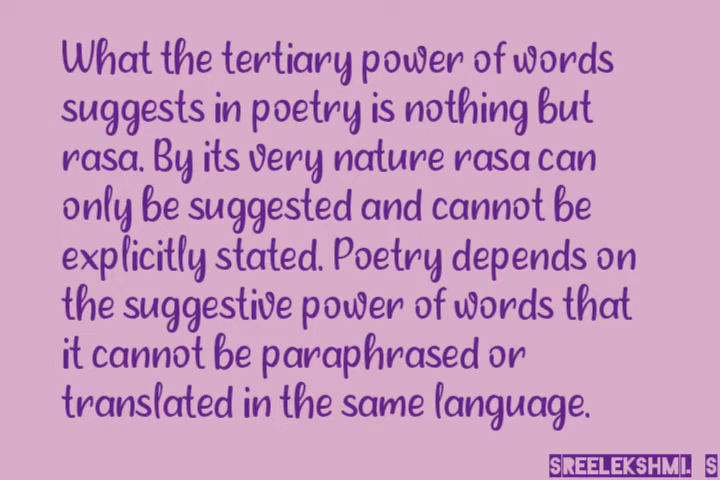 What the tertiary power of words
suggests in poetry is nothing but
rasa. By its very nature rasa can
only be suggested and cannot be
explicitly stated. Poetry depends on
the suggestive power of words that
it cannot be paraphrased or
translated in the same language.
SREELEKSHMI. S